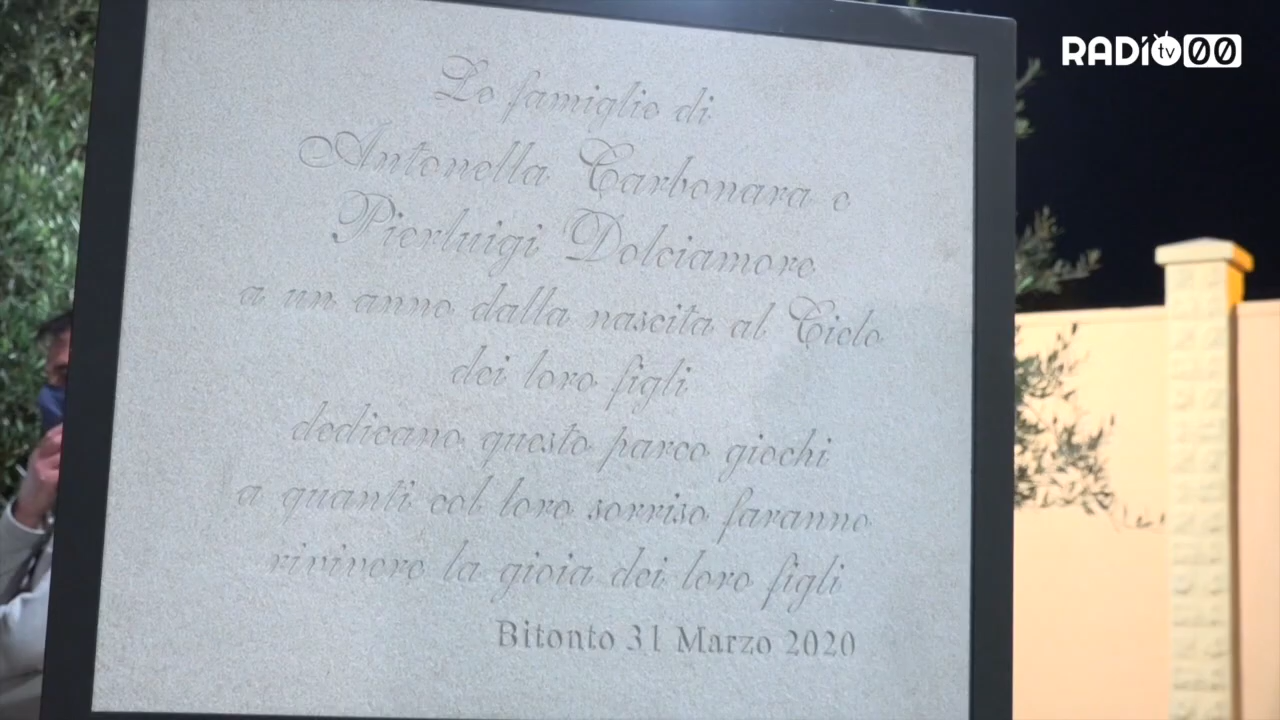 Le famiglie di
Antonella Carbonara e
Pierluigi Dolciamore
a un anno dalla nascita al Cielo
dei loro figli
dedicano questo parco giochi
a quanti col loro sorriso faranno
rivivere la gioia dei loro figli
Bitonto 31 Marzo 2020
RADIO tv 00